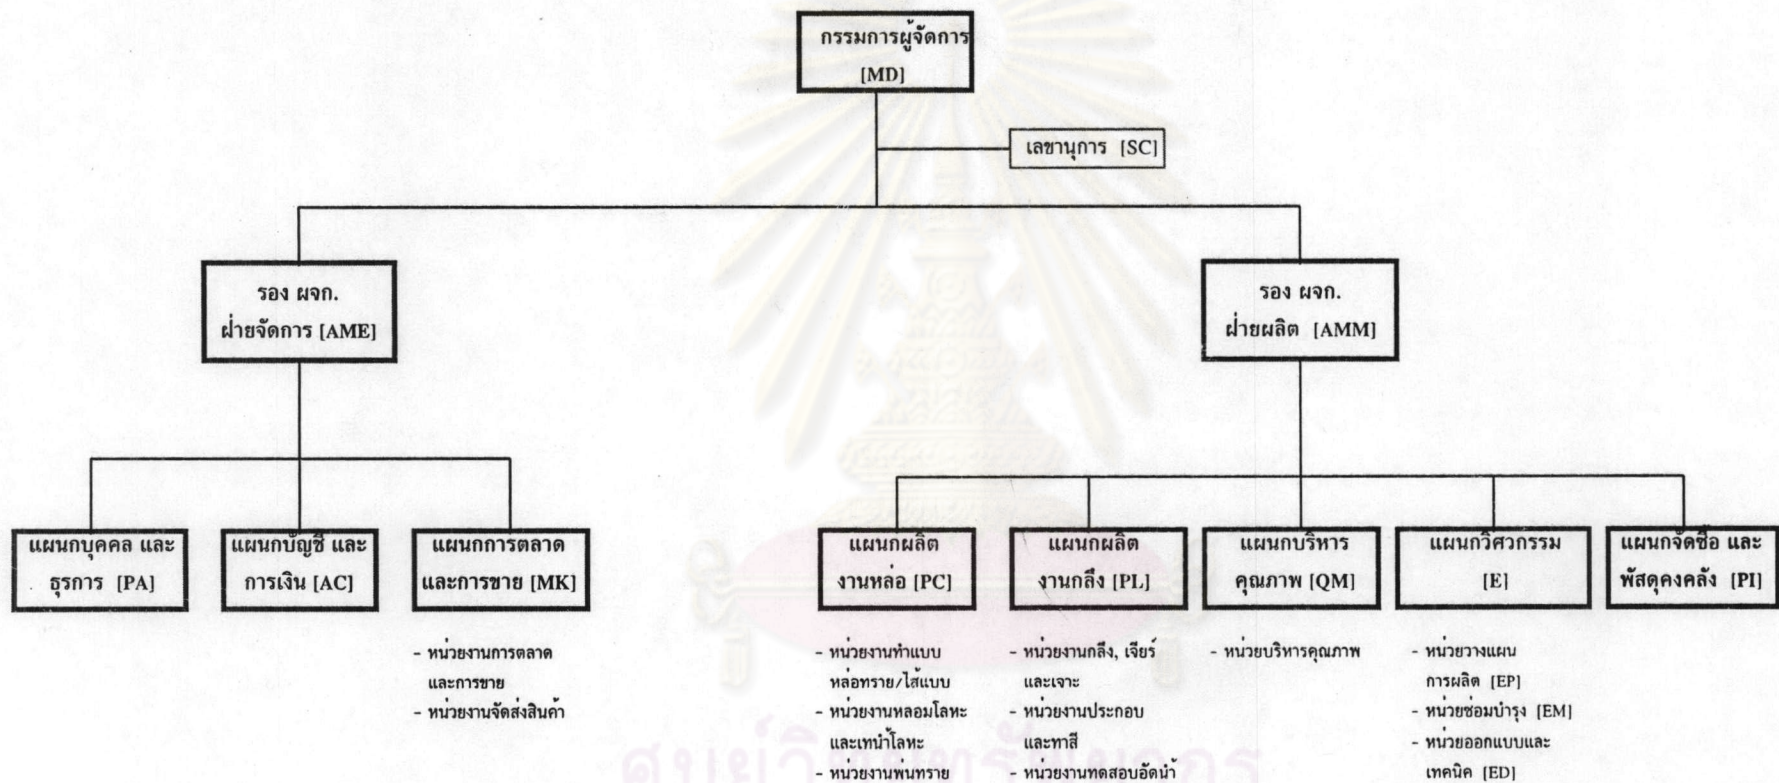 กรรมการผู้จัดการ
[MD]
เลขานุการ [SC]
รอง ผจก.
ฝ่ายจัดการ [AME]
รอง ผจก.
ฝ่ายผลิต [AMM]
แผนกบุคคล และ
ธุรการ [PA]
แผนกบัญชี และ
การเงิน [AC]
แผนกการตลาด
และการขาย [MK]
- หน่วยงานการตลาด
และการขาย
- หน่วยงานจัดส่งสินค้า
แผนกผลิต
งานหล่อ [PC]
- หน่วยงานทำแบบ
หล่อทราย/ไส้แบบ
- หน่วยงานหลอมโลหะ
และเทน้ำโลหะ
- หน่วยงานพ่นทราย
แผนกผลิต
งานกลึง [PL]
- หน่วยงานกลึง, เจียร์
และเจาะ
- หน่วยงานประกอบ
และทาสี
- หน่วยงานทดสอบอัดน้ำ
แผนกบริหาร
คุณภาพ [QM]
- หน่วยบริหารคุณภาพ
แผนกวิศวกรรม
[E]
- หน่วยวางแผน
การผลิต [EP]
- หน่วยซ่อมบำรุง [EM]
- หน่วยออกแบบและ
เทคนิค [ED]
แผนกจัดซื้อ และ
พัสดุคงคลัง [PI]
ศูนย์วิทยทรัพยากร